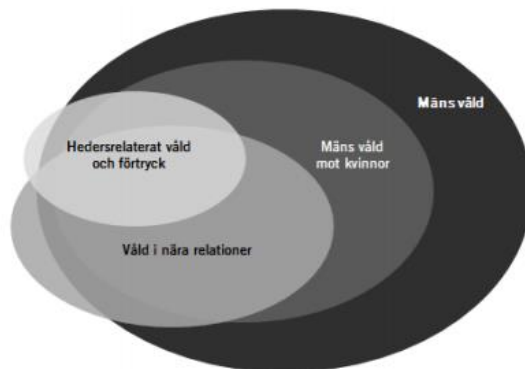 Mäns våld
Hedersrelaterat våld
och förtryck
Mäns våld
mot kvinnor
Våld i nära relationer